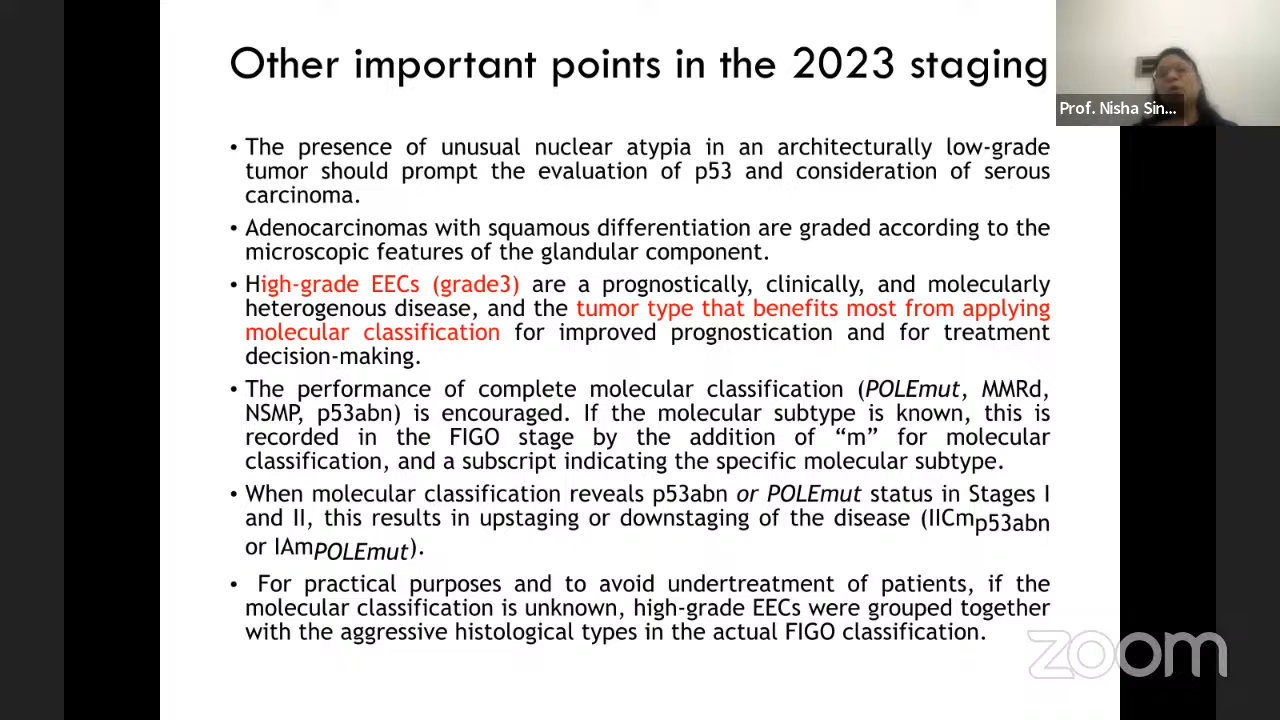 Other important points in the 2023 staging
Prof. Nisha Sin...
• The presence of unusual nuclear atypia in an architecturally low-grade
tumor should prompt the evaluation of p53 and consideration of serous
carcinoma.
• Adenocarcinomas with squamous differentiation are graded according to the
microscopic features of the glandular component.
• High-grade EECs (grade3) are a prognostically, clinically, and molecularly
heterogenous disease, and the tumor type that benefits most from applying
molecular classification for improved prognostication and for treatment
decision-making.
• The performance of complete molecular classification (POLEmut, MMRd,
NSMP, p53abn) is encouraged. If the molecular subtype is known, this is
recorded in the FIGO stage by the addition of “m” for molecular
classification, and a subscript indicating the specific molecular subtype.
• When molecular classification reveals p53abn or POLEmut status in Stages I
and II, this results in upstaging or downstaging of the disease (IICmp53abn
or IAmPOLEmut).
• For practical purposes and to avoid undertreatment of patients, if the
molecular classification is unknown, high-grade EECs were grouped together
with the aggressive histological types in the actual FIGO classification.
zoom